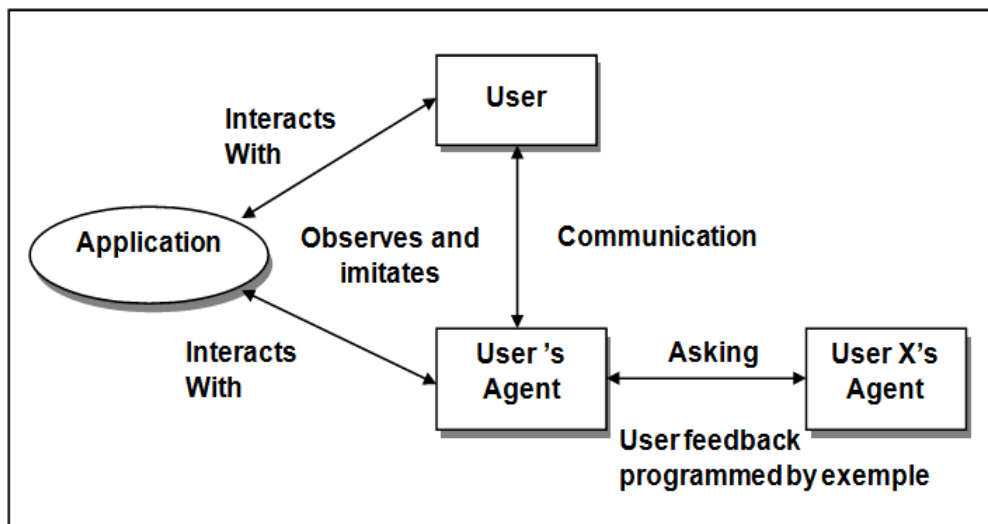 User
Interacts
With
Application
Observes and
imitates
Communication
Interacts
With
User 's
Agent
Asking
User X's
Agent
User feedback
programmed by exemple